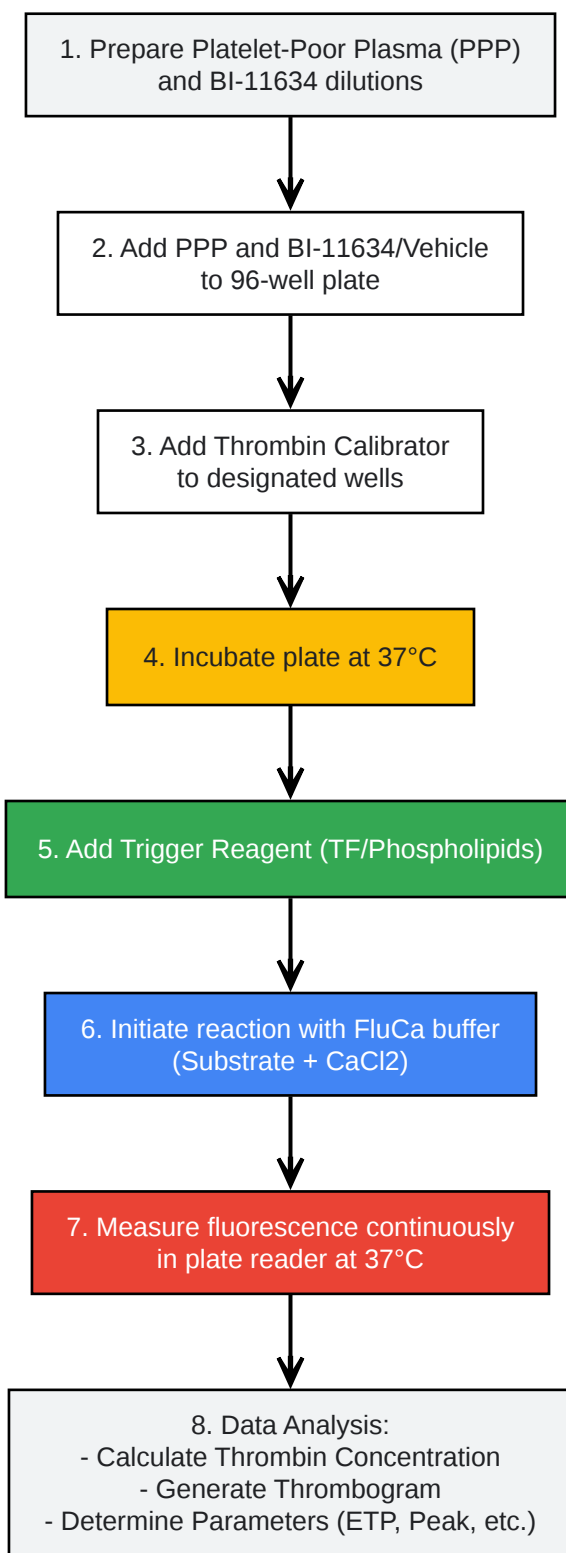 1. Prepare Platelet-Poor Plasma (PPP)
and BI-11634 dilutions
2. Add PPP and BI-11634/Vehicle
to 96-well plate
3. Add Thrombin Calibrator
to designated wells
4. Incubate plate at 37°C
5. Add Trigger Reagent (TF/Phospholipids)
6. Initiate reaction with FluCa buffer
(Substrate + CaCl2)
7. Measure fluorescence continuously
in plate reader at 37°C
8. Data Analysis:
- Calculate Thrombin Concentration
- Generate Thrombogram
- Determine Parameters (ETP, Peak, etc.)